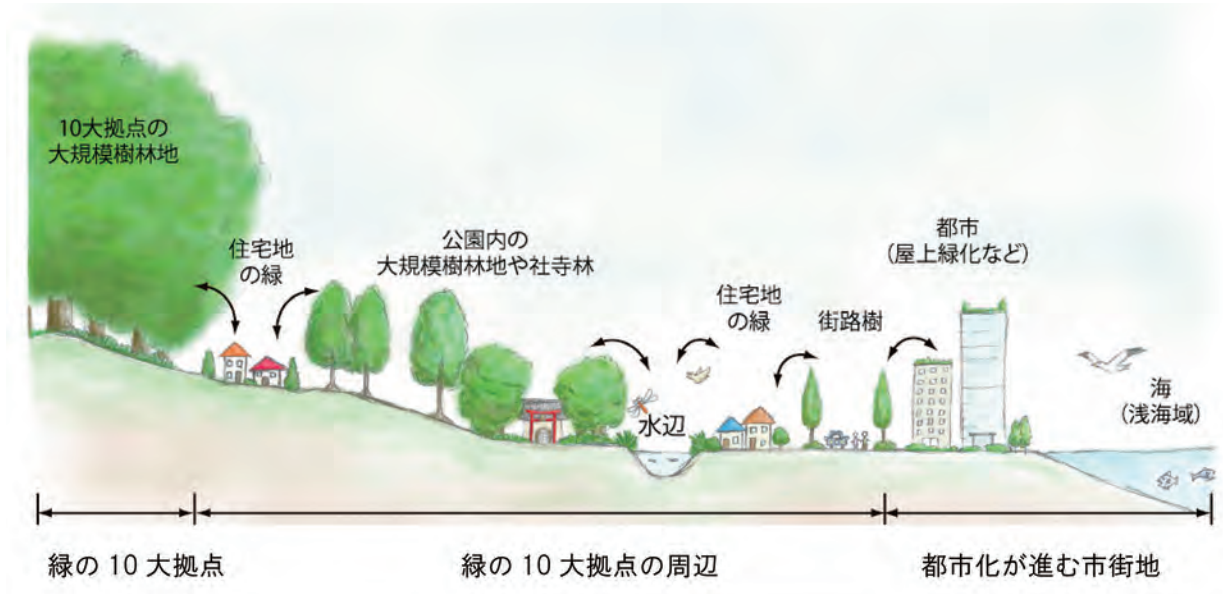 10大拠点の
大規模樹林地
住宅地
の緑
公園内の
大規模樹林地や社寺林
水辺
住宅地
の緑
街路樹
都市
(屋上緑化など)
海
(浅海域)
緑の 10 大拠点
緑の 10 大拠点の周辺
都市化が進む市街地